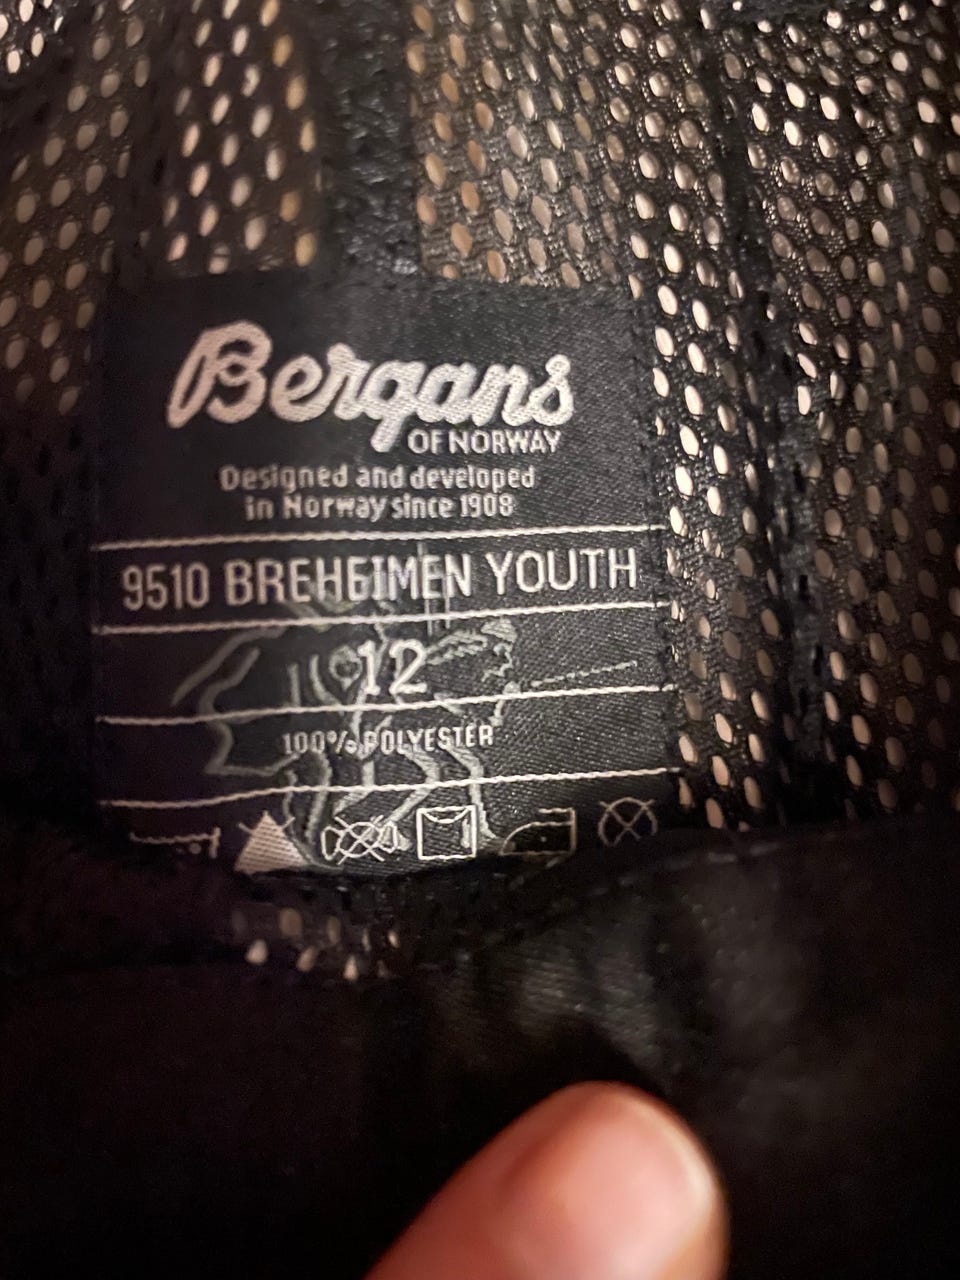 Bergans
OF NORWAY
Designed and developed
in Norway since 1908
9510 BREHEIMEN YOUTH
12
100% POLYESTER